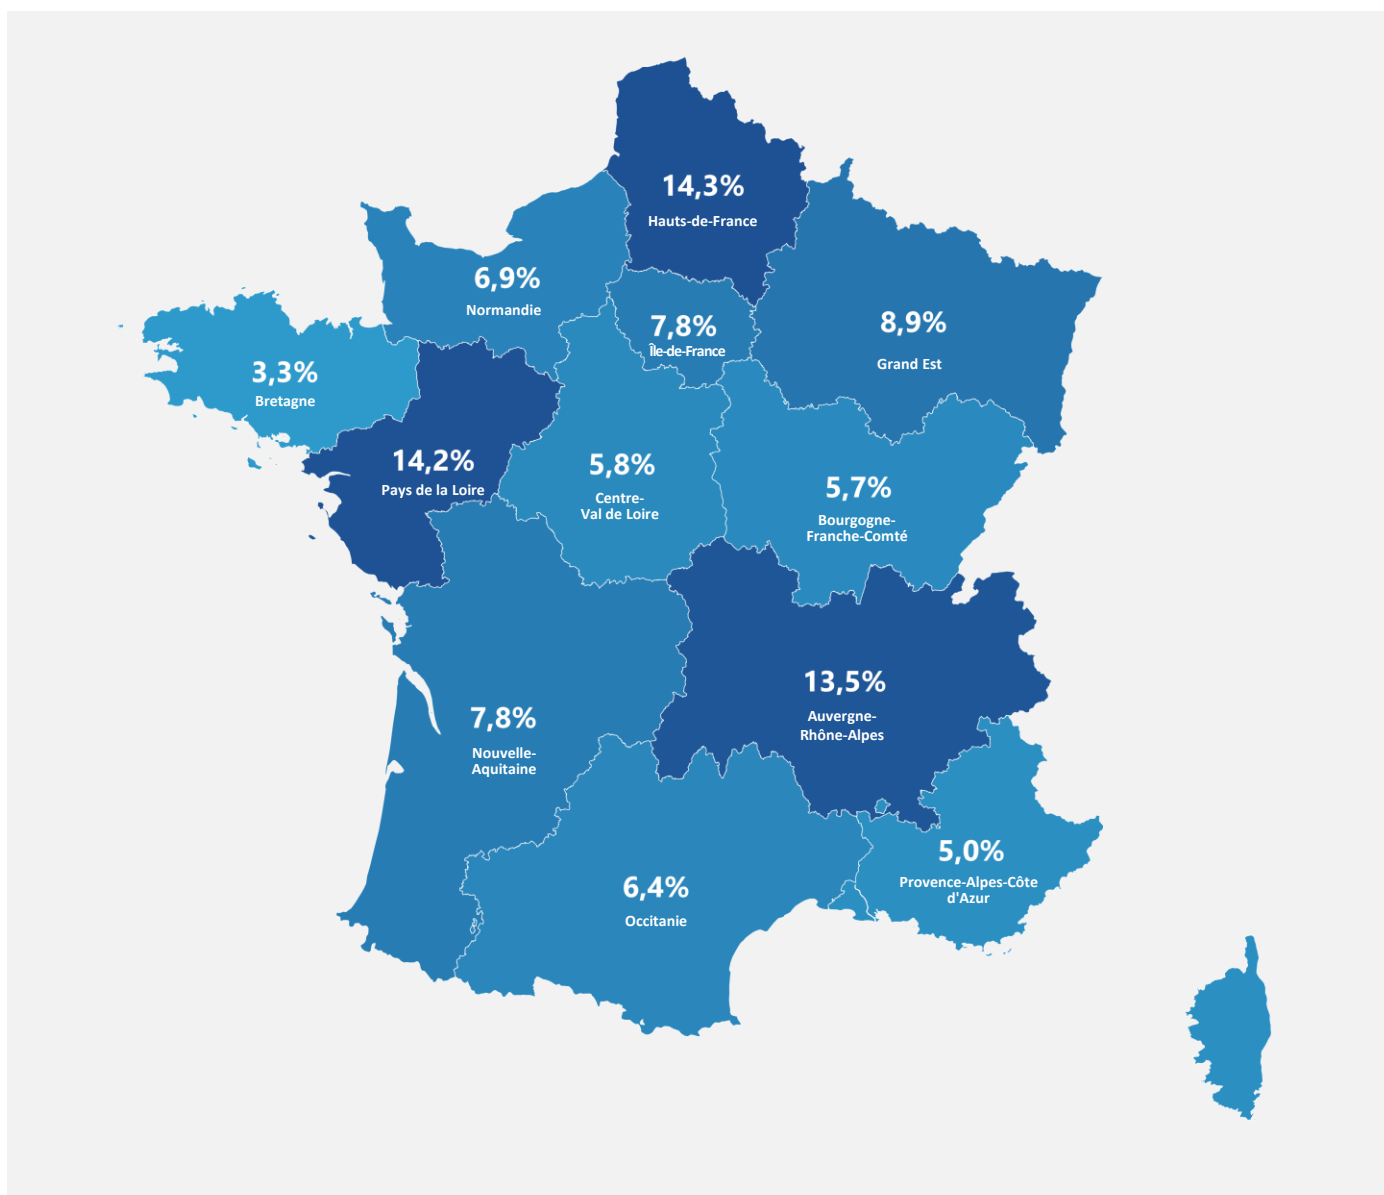 14,3%
Hauts-de-France
6,9%
Normandie
7,8%
Île-de-France
8,9%
Grand Est
3,3%
Bretagne
14,2%
Pays de la Loire
5,8%
Centre-
Val de Loire
5,7%
Bourgogne-
Franche-Comté
13,5%
Auvergne-
Rhône-Alpes
7,8%
Nouvelle-
Aquitaine
5,0%
Provence-Alpes-Côte
d'Azur
6,4%
Occitanie